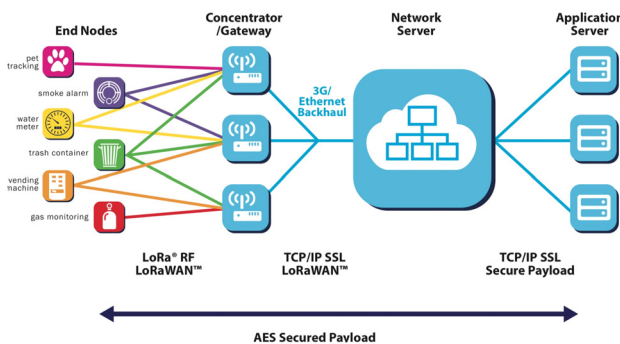 End Nodes
Concentrator
/Gateway
Network
Server
Application
Server
pet
tracking
smoke alarm
water
meter
trash container
vending
machine
gas monitoring
3G/
Ethernet
Backhaul
LoRa® RF
LoRaWAN™
TCP/IP SSL
LoRaWAN™
TCP/IP SSL
Secure Payload
AES Secured Payload